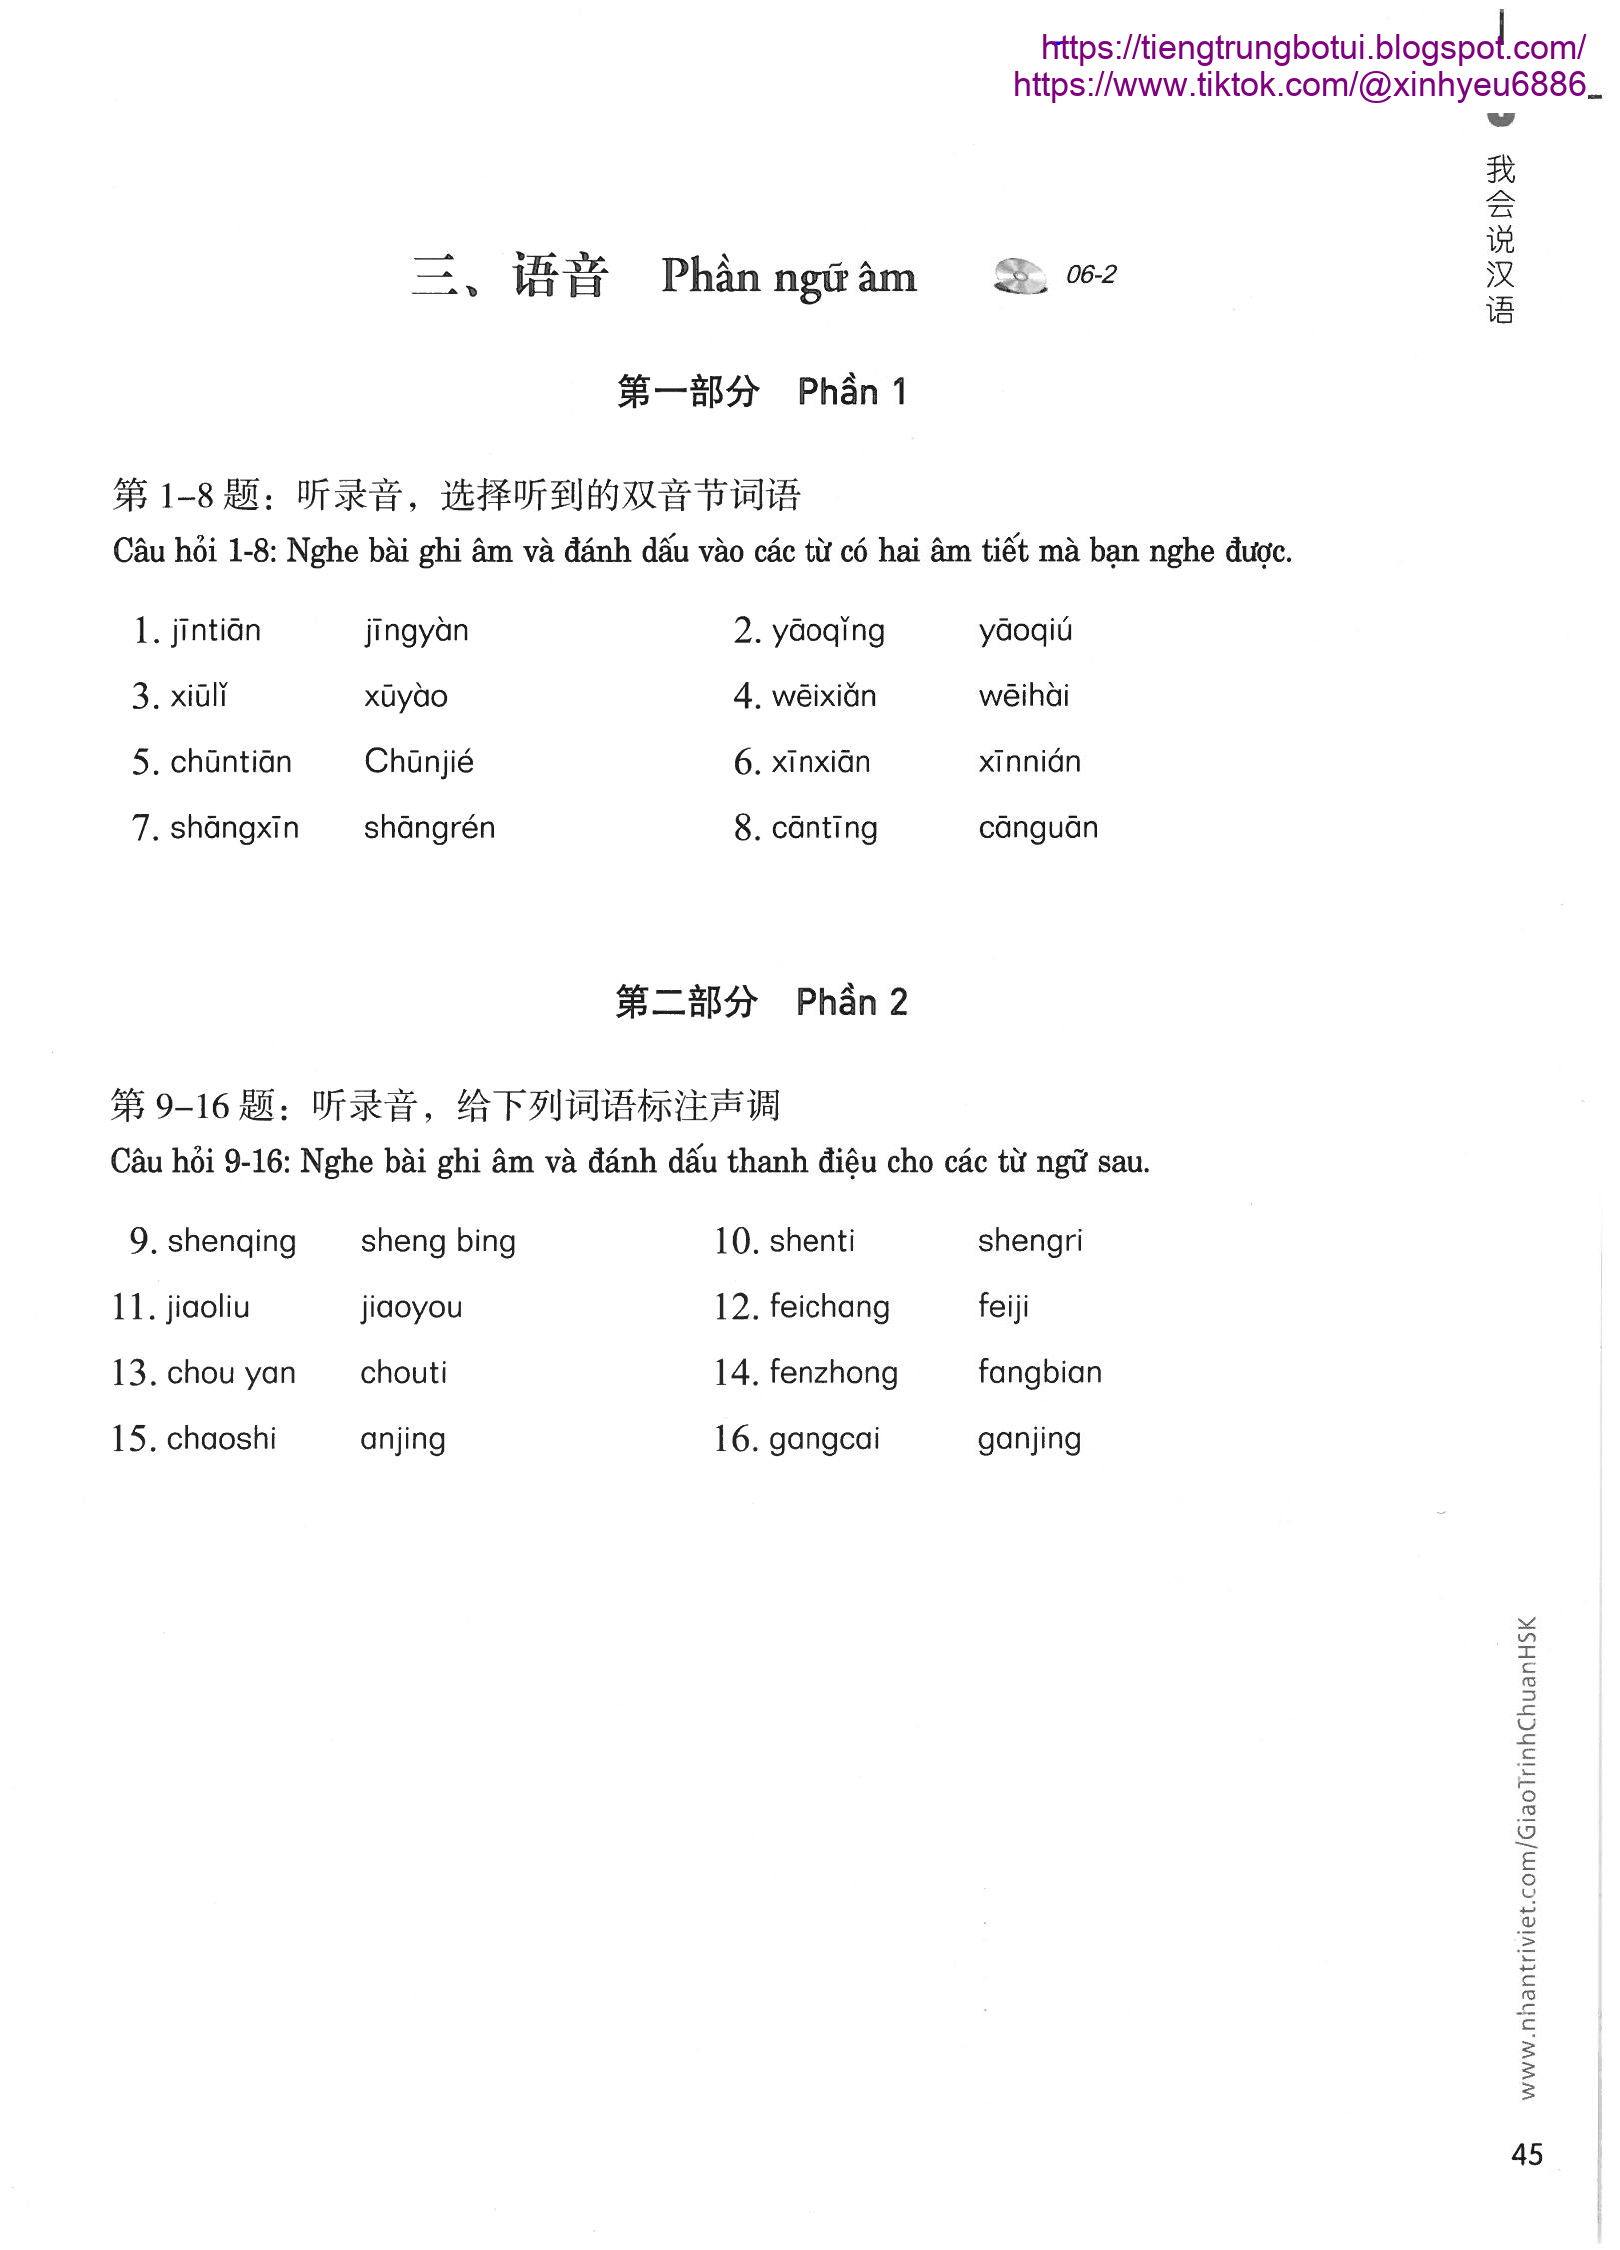 https://tiengtrungbotui.blogspot.com/
https://www.tiktok.com/@xinhyeu6886
我会说汉语
三、语音 Phần ngữ âm 06-2
第一部分 Phần 1
第 1–8 题：听录音，选择听到的双音节词语
Câu hỏi 1-8: Nghe bài ghi âm và đánh dấu vào các từ có hai âm tiết mà bạn nghe được.
1. jīntiān jīngyàn 2. yāoqǐng yāoqiú
3. xiūlǐ xūyào 4. wēixiǎn wēihài
5. chūntiān Chūnjié 6. xīnxiān xīnnián
7. shāngxīn shāngrén 8. cāntīng cānguān
第二部分 Phần 2
第 9–16 题：听录音，给下列词语标注声调
Câu hỏi 9-16: Nghe bài ghi âm và đánh dấu thanh điệu cho các từ ngữ sau.
9. shenqing sheng bing 10. shenti shengri
11. jiaoliu jiaoyou 12. feichang feiji
13. chou yan chouti 14. fenzhong fangbian
15. chaoshi anjing 16. gangcai ganjing
www.nhantriviet.com/GiaoTrinhChuanHSK
45